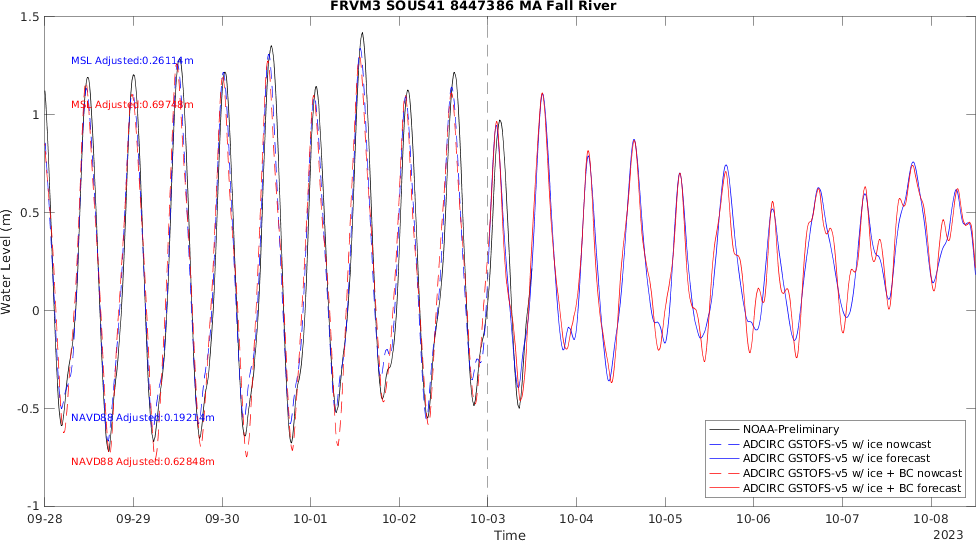 FRVM3 SOUS41 8447386 MA Fall River
1.5
1
0.5
0
-0.5
-1
Water Level (m)
MSL Adjusted:0.26114m
MSL Adjusted:0.69748m
NAVD88 Adjusted:0.19214m
NAVD88 Adjusted:0.62848m
NOAA-Preliminary
ADCIRC GSTOFS-v5 w/ ice nowcast
ADCIRC GSTOFS-v5 w/ ice forecast
ADCIRC GSTOFS-v5 w/ ice + BC nowcast
ADCIRC GSTOFS-v5 w/ ice + BC forecast
09-28 09-29 09-30 10-01 10-02 10-03 10-04 10-05 10-06 10-07 10-08
Time
2023